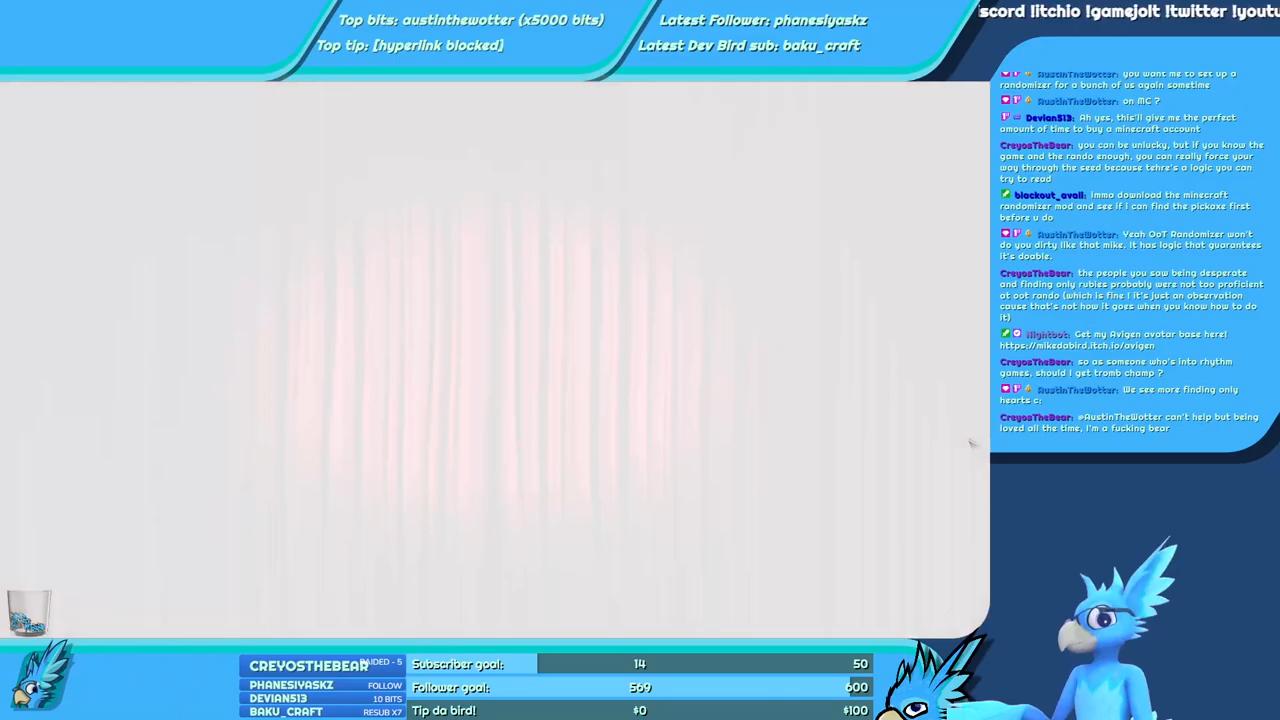 Top bits: austinthewotter (x5000 bits)
Top tip: [hyperlink blocked]
Latest Follower: phanesiyaskz
Latest Dev Bird sub: baku_craft
scord !itchio !gamejolt !twitter !youtu
AustinTheWotter: you want me to set up a
randomizer for a bunch of us again sometime
AustinTheWotter: on MC ?
Devian513: Ah yes, this'll give me the perfect
amount of time to buy a minecraft account
CreyosTheBear: you can be unlucky, but if you know the
game and the rando enough, you can really force your
way through the seed because tehre's a logic you can
try to read
blackout_avali: imma download the minecraft
randomizer mod and see if i can find the pickaxe first
before u do
AustinTheWotter: Yeah OoT Randomizer won't
do you dirty like that mike. It has logic that guarantees
it's doable.
CreyosTheBear: the people you saw being desperate
and finding only rubies probably were not too proficient
at oot rando (which is fine ! it's just an observation
cause that's not how it goes when you know how to do
it)
Nightbot: Get my Avigen avatar base here!
https://mikedabird.itch.io/avigen
CreyosTheBear: so as someone who's into rhythm
games, should I get tromb champ ?
AustinTheWotter: We see more finding only
hearts c:
CreyosTheBear: @AustinTheWotter can't help but being
loved all the time, I'm a fucking bear
CREYOSTHEBEAR RAIDED - 5
PHANESIYASKZ FOLLOW
DEVIAN513 10 BITS
BAKU_CRAFT RESUB X7
Subscriber goal: 14 50
Follower goal: 569 600
Tip da bird! $0 $100